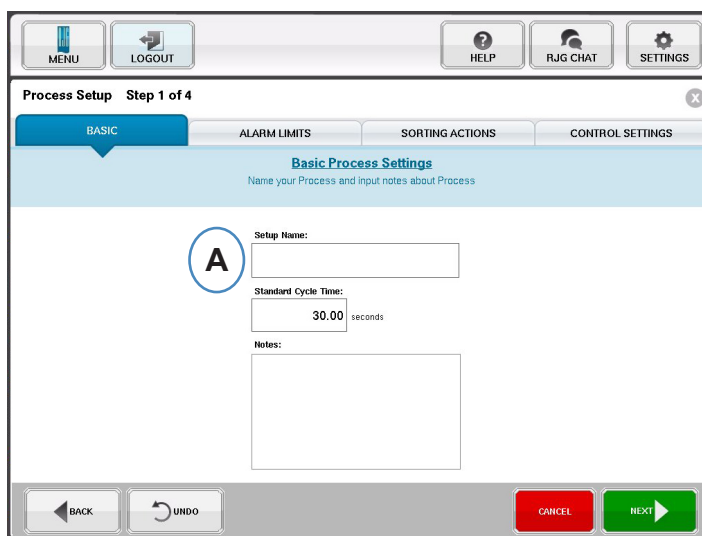 MENU
LOGOUT
HELP
RJG CHAT
SETTINGS
Process Setup Step 1 of 4
BASIC
ALARM LIMITS
SORTING ACTIONS
CONTROL SETTINGS
Basic Process Settings
Name your Process and input notes about Process
A
Setup Name:
Standard Cycle Time:
30.00 seconds
Notes:
BACK
UNDO
CANCEL
NEXT